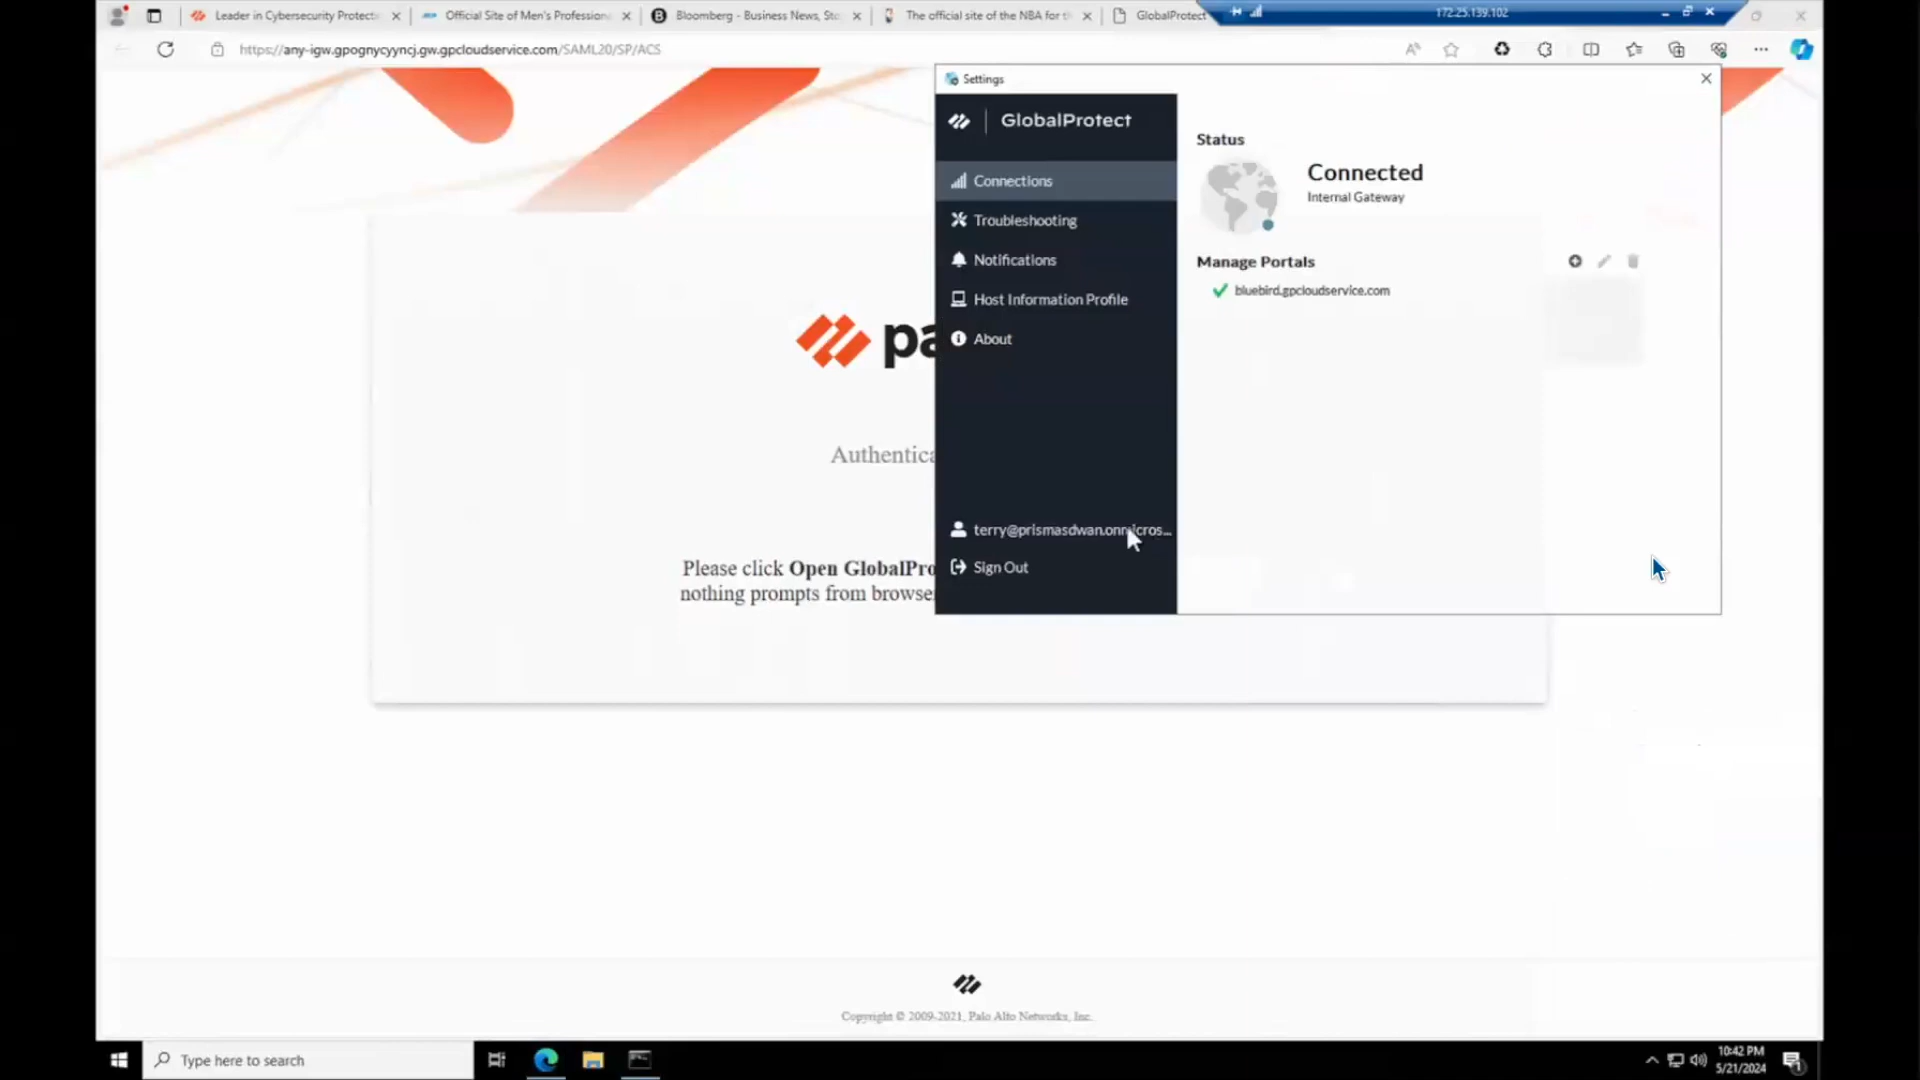 Leader in Cybersecurity Protecti
Official Site of Men's Profession
Bloomberg - Business News, Sto
The official site of the NBA for t
GlobalProtect
172.25.139.102
https://any-igw.gpognycyyncj.gw.gpcloudservice.com/SAML20/SP/ACS
Settings
GlobalProtect
Connections
Troubleshooting
Notifications
Host Information Profile
About
terry@prismasdwan.onmicros...
Sign Out
Status
Connected
Internal Gateway
Manage Portals
bluebird.gpcloudservice.com
pa
Authentica
Please click Open GlobalPro
nothing prompts from browse
Copyright © 2009-2021, Palo Alto Networks, Inc.
Type here to search
10:42 PM
5/21/2024
1